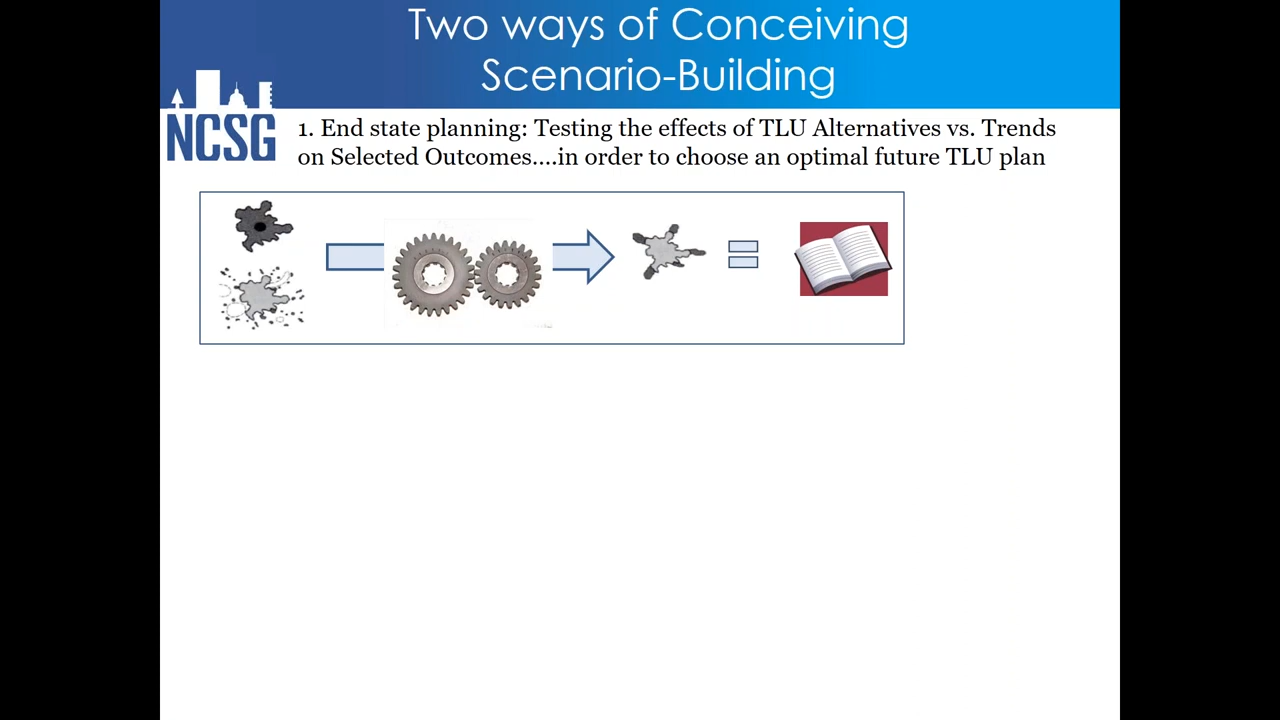 Two ways of Conceiving
Scenario-Building
NCSG
1. End state planning: Testing the effects of TLU Alternatives vs. Trends
on Selected Outcomes....in order to choose an optimal future TLU plan